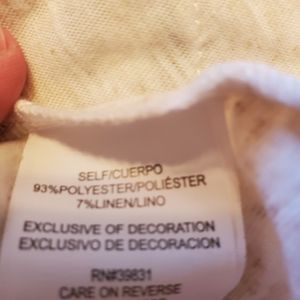 SELF/CUERPO
93%POLYESTER/POLIÉSTER
7%LINEN/LINO
EXCLUSIVE OF DECORATION
EXCLUSIVO DE DECORACION
RN#39831
CARE ON REVERSE